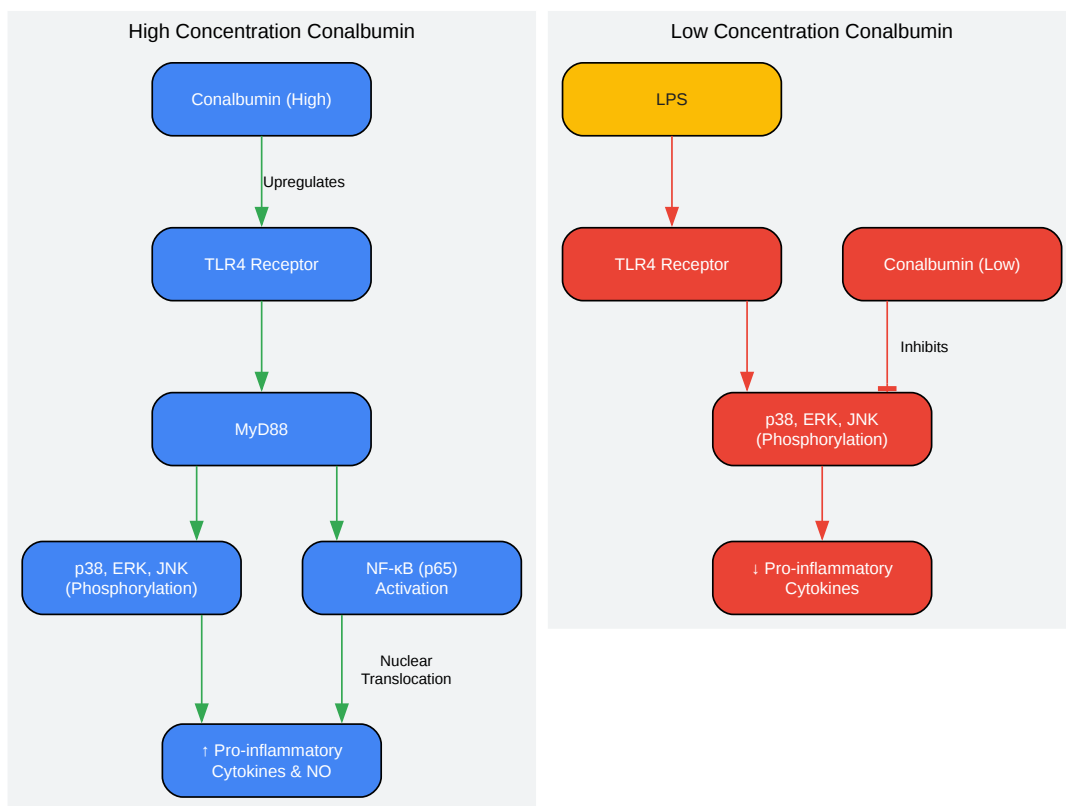 High Concentration Conalbumin
Conalbumin (High)
Upregulates
TLR4 Receptor
MyD88
p38, ERK, JNK
(Phosphorylation)
NF-κB (p65)
Activation
Nuclear
Translocation
↑ Pro-inflammatory
Cytokines & NO
Low Concentration Conalbumin
LPS
TLR4 Receptor
Conalbumin (Low)
Inhibits
p38, ERK, JNK
(Phosphorylation)
↓ Pro-inflammatory
Cytokines